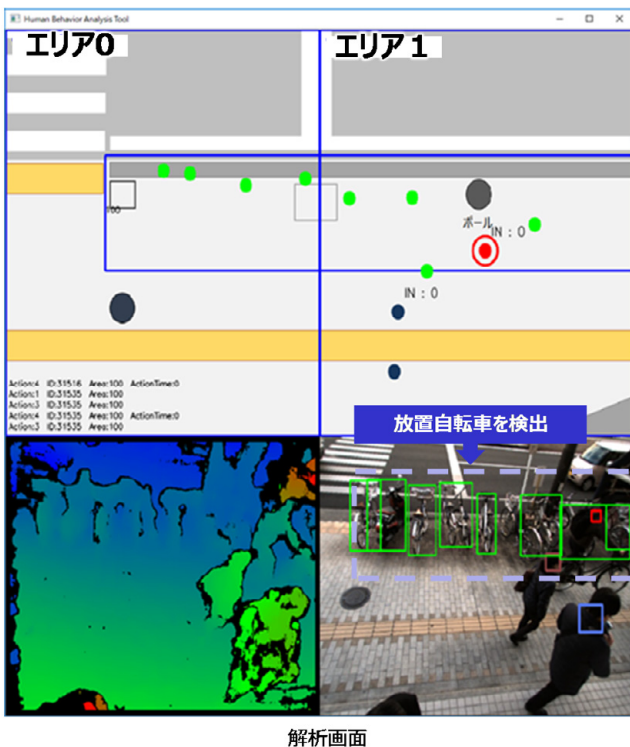 Human Behavior Analysis Tool
エリア0
エリア1
100
ポール
IN : 0
IN : 0
Action:4 ID:31516 Area:100 ActionTime:0
Action:1 ID:31535 Area:100
Action:3 ID:31535 Area:100
Action:4 ID:31535 Area:100 ActionTime:0
Action:3 ID:31535 Area:100
放置自転車を検出
解析画面